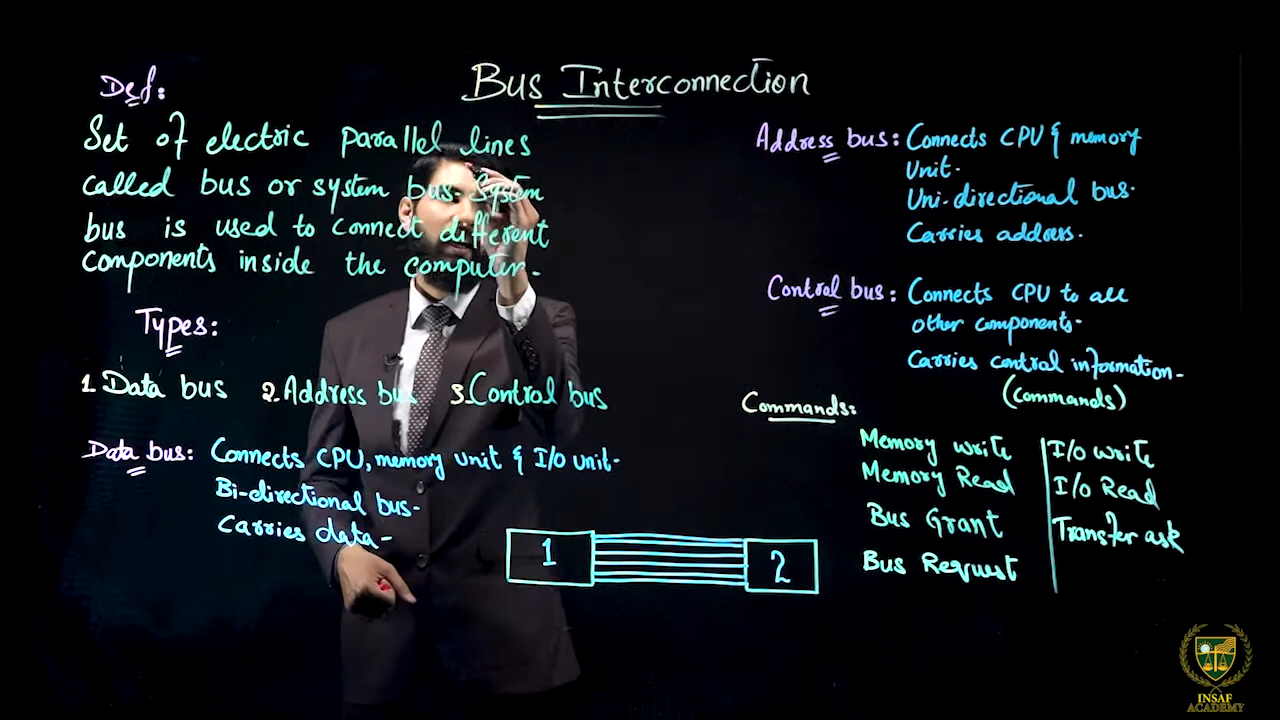 Bus Interconnection
Def:
Set of electric parallel lines
called bus or system bus. System
bus is used to connect different
components inside the computer.
Types:
1. Data bus 2. Address bus 3. Control bus
Data bus: Connects CPU, memory unit & I/O unit.
Bi-directional bus.
Carries data.
1
2
Address bus: Connects CPU & memory
Unit.
Uni-directional bus.
Carries address.
Control bus: Connects CPU to all
other components.
Carries control information.
(commands)
Commands:
Memory write
Memory Read
Bus Grant
Bus Request
I/O write
I/O Read
Transfer ask
INSAF
ACADEMY